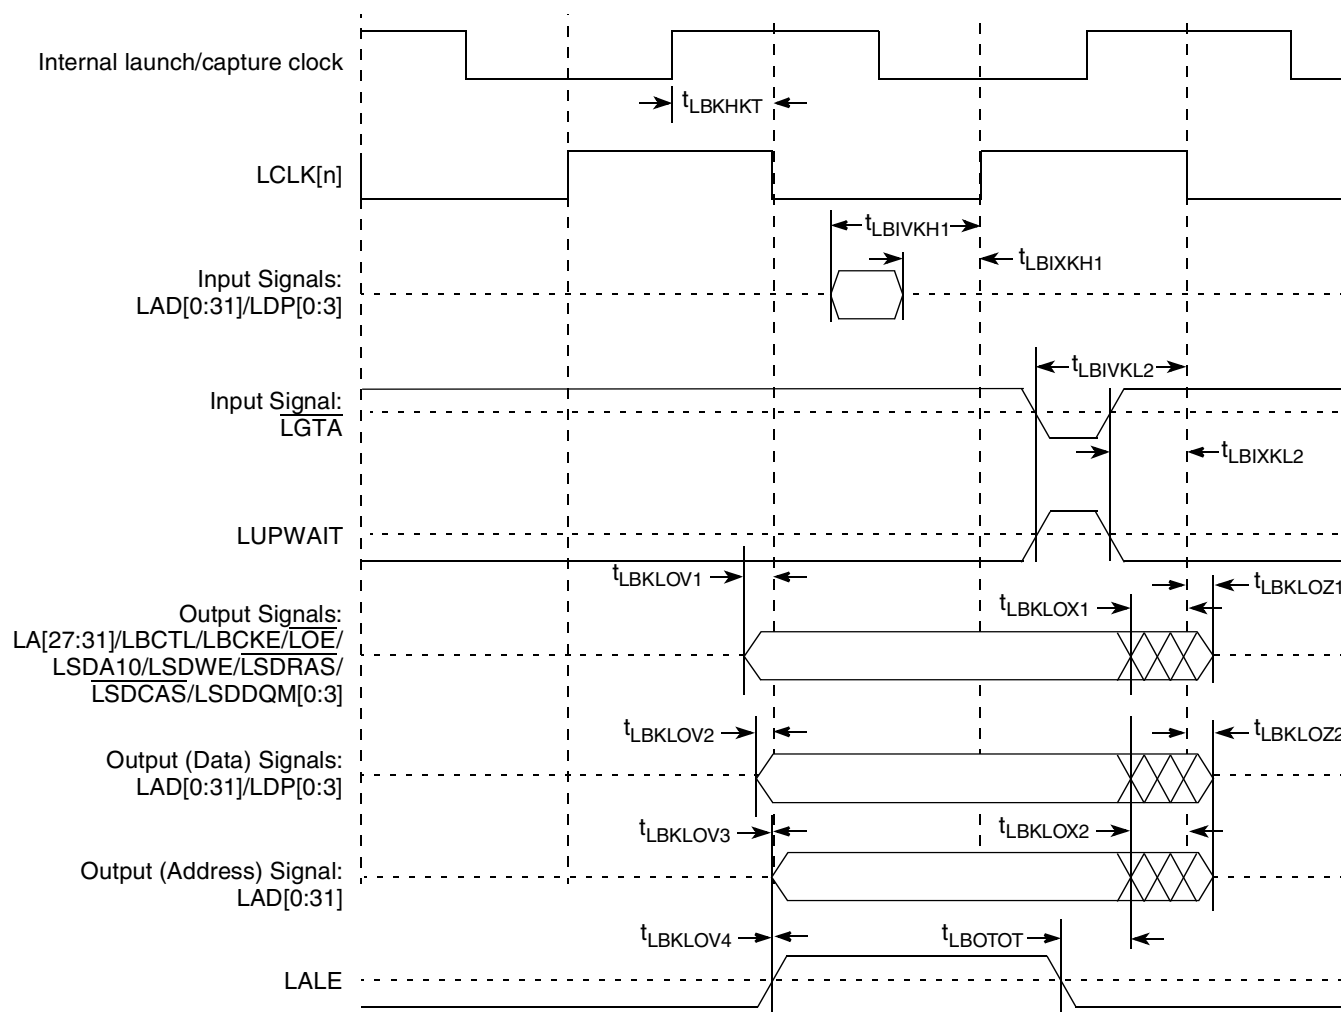 Internal launch/capture clock
tLBKHKT
LCLK[n]
tLBIVKH1
tLBIXKH1
Input Signals:
LAD[0:31]/LDP[0:3]
tLBIVKL2
Input Signal:
LGTA
tLBIXKL2
LUPWAIT
tLBKLOV1
tLBKLOZ1
tLBKLOX1
Output Signals:
LA[27:31]/LBCTL/LBCKE/LOE/
LSDA10/LSDWE/LSDRAS/
LSDCAS/LSDDQM[0:3]
tLBKLOV2
tLBKLOZ2
Output (Data) Signals:
LAD[0:31]/LDP[0:3]
tLBKLOV3
tLBKLOX2
Output (Address) Signal:
LAD[0:31]
tLBKLOV4
tLBOTOT
LALE